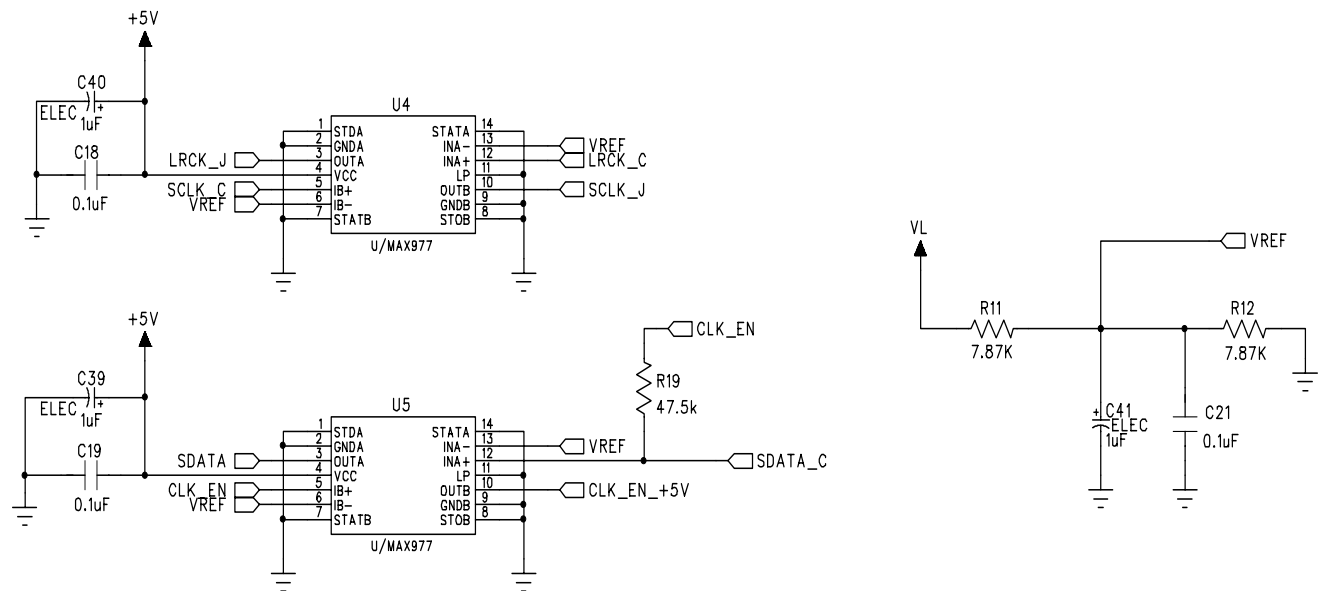 +5V
C40
ELEC
+
1uF
C18
0.1uF
U4
1 STDA
2 GNDA
3 OUTA
4 VCC
5 IB+
6 IB-
7 STATB
STATA 14
INA- 13
INA+ 12
LP 11
OUTB 10
GNDB 9
STOB 8
U/MAX977
LRCK_J
SCLK_C
VREF
VREF
LRCK_C
SCLK_J
+5V
C39
ELEC
+
1uF
C19
0.1uF
U5
1 STDA
2 GNDA
3 OUTA
4 VCC
5 IB+
6 IB-
7 STATB
STATA 14
INA- 13
INA+ 12
LP 11
OUTB 10
GNDB 9
STOB 8
U/MAX977
SDATA
CLK_EN
VREF
CLK_EN
R19
47.5k
VREF
SDATA_C
CLK_EN_+5V
VL
VREF
R11
7.87K
R12
7.87K
+
C41
ELEC
1uF
C21
0.1uF